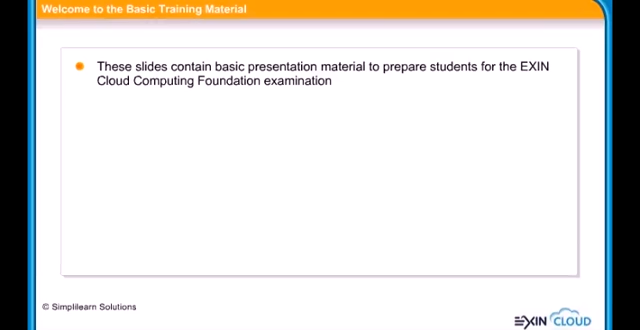 Welcome to the Basic Training Material
These slides contain basic presentation material to prepare students for the EXIN
Cloud Computing Foundation examination
© Simplilearn Solutions
EXIN CLOUD